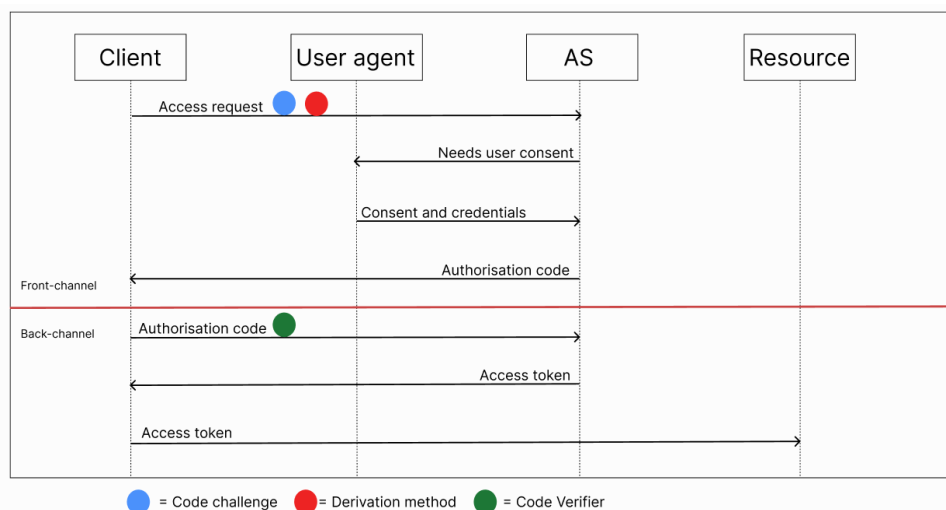 Client
User agent
AS
Resource
Access request
Needs user consent
Consent and credentials
Authorisation code
Front-channel
Back-channel
Authorisation code
Access token
Access token
= Code challenge
= Derivation method
= Code Verifier